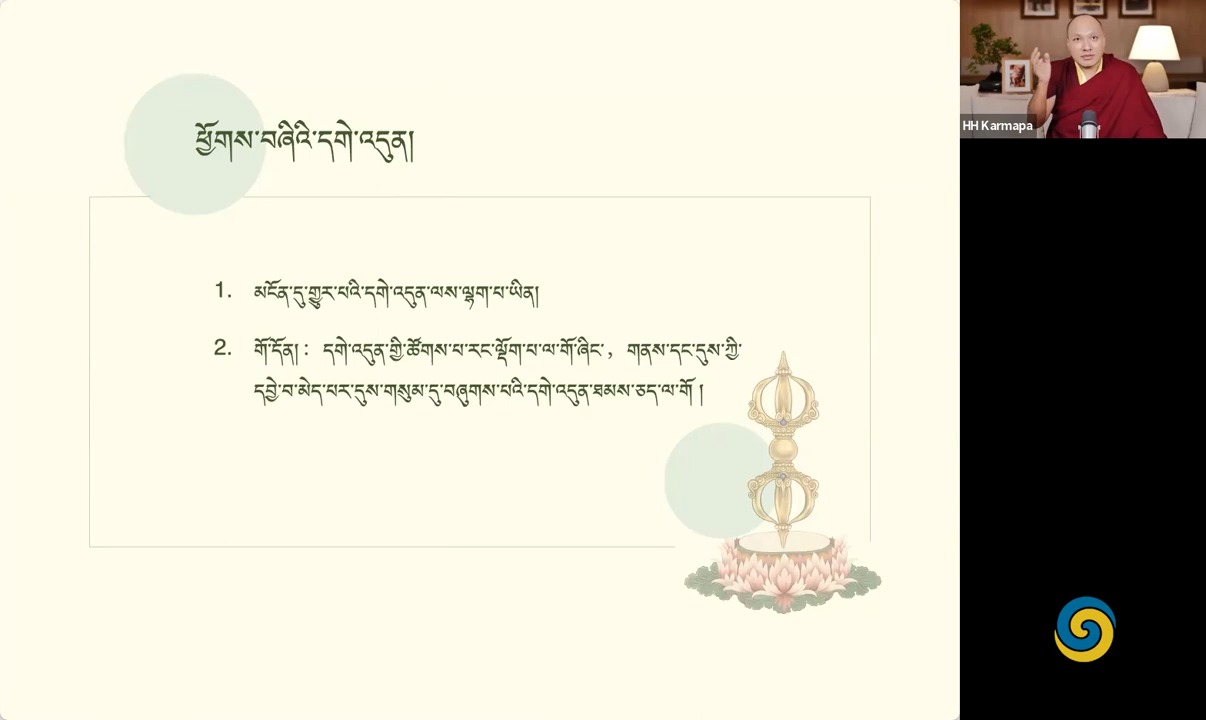 ཕྱོགས་བཞིའི་དགེ་འདུན།
1. མངོན་དུ་གྱུར་པའི་དགེ་འདུན་ལས་ལྷག་པ་ཡིན།
2. གོ་དོན། : དགེ་འདུན་གྱི་ཚོགས་པ་རང་ལྡོག་པ་ལ་གོ་ཞིང་, གནས་དང་དུས་ཀྱི་
དབྱེ་བ་མེད་པར་དུས་གསུམ་དུ་བཞུགས་པའི་དགེ་འདུན་ཐམས་ཅད་ལ་གོ །
HH Karmapa